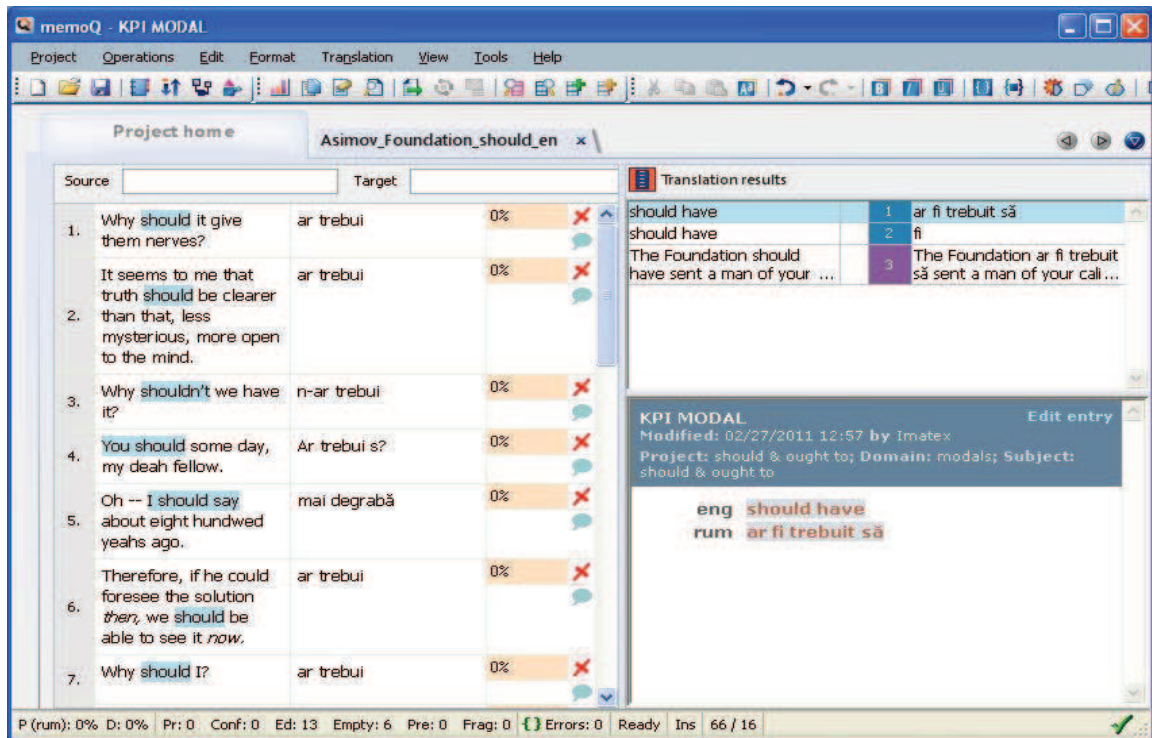 memoQ - KPI MODAL
Project Operations Edit Format Translation View Tools Help
Project home
Asimov_Foundation_should_en
Source
Target
1.
Why should it give
them nerves?
ar trebui
0%
2.
It seems to me that
truth should be clearer
than that, less
mysterious, more open
to the mind.
ar trebui
0%
3.
Why shouldn't we have
it?
n-ar trebui
0%
4.
You should some day,
my deah fellow.
Ar trebui s?
0%
5.
Oh -- I should say
about eight hundwed
yeahs ago.
mai degrabă
0%
6.
Therefore, if he could
foresee the solution
then, we should be
able to see it now.
ar trebui
0%
7.
Why should I?
ar trebui
0%
Translation results
should have 1 ar fi trebuit să
should have 2 fi
The Foundation should
have sent a man of your ...
3
The Foundation ar fi trebuit
să sent a man of your cali...
KPI MODAL
Edit entry
Modified: 02/27/2011 12:57 by Imatex
Project: should & ought to; Domain: modals; Subject:
should & ought to
eng should have
rum ar fi trebuit să
P (rum): 0% D: 0% Pr: 0 Conf: 0 Ed: 13 Empty: 6 Pre: 0 Frag: 0 {} Errors: 0 Ready Ins 66 / 16